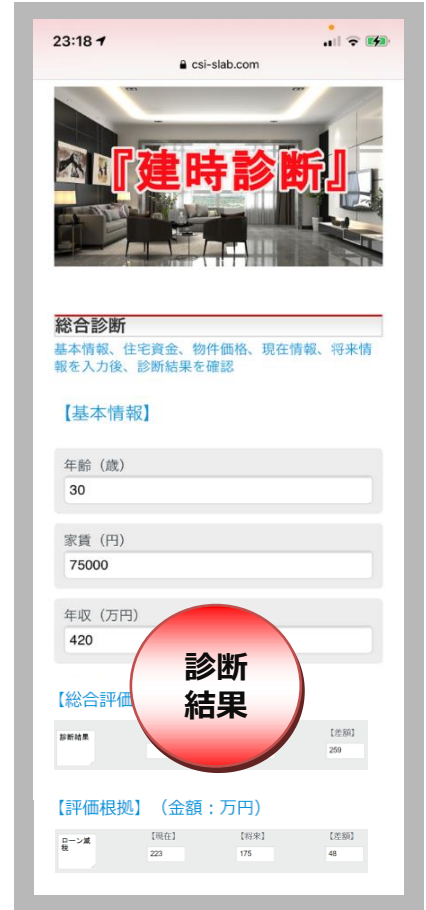 23:18
csi-slab.com
『建時診断』
総合診断
基本情報、住宅資金、物件価格、現在情報、将来情
報を入力後、診断結果を確認
【基本情報】
年齢（歳）
30
家賃（円）
75000
年収（万円）
420
診断
結果
【総合評価
【差額】
診断結果
259
【評価根拠】（金額：万円）
【現在】 【将来】 【差額】
ローン減
税
223 175 48